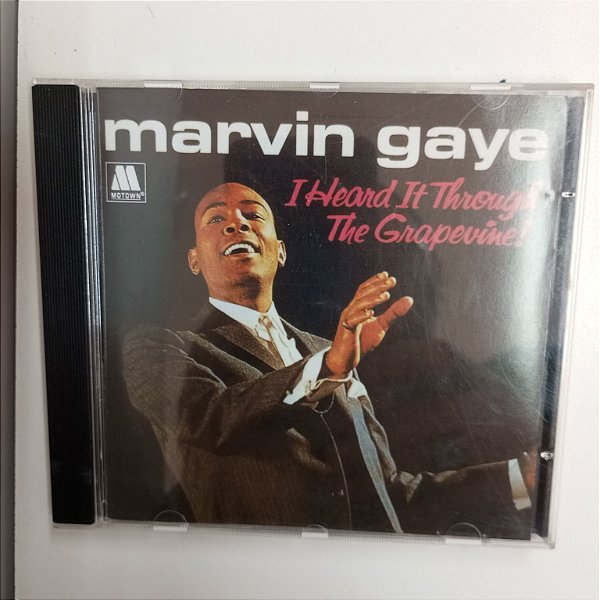 marvin gaye
MOTOWN®
I Heard It Through
The Grapevine!